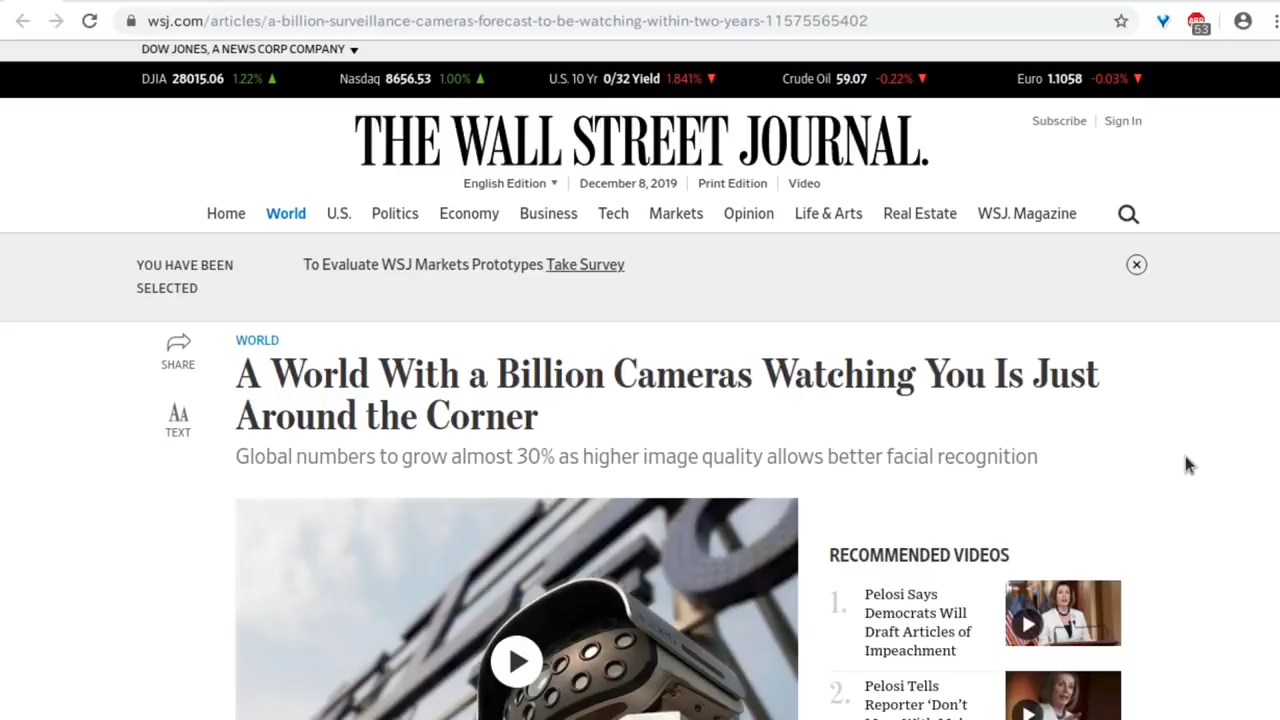 wsj.com/articles/a-billion-surveillance-cameras-forecast-to-be-watching-within-two-years-11575565402
53
DOW JONES, A NEWS CORP COMPANY
DJIA 28015.06 1.22% Nasdaq 8656.53 1.00% U.S. 10 Yr 0/32 Yield 1.841% Crude Oil 59.07 -0.22% Euro 1.1058 -0.03%
Subscribe Sign In
THE WALL STREET JOURNAL.
English Edition December 8, 2019 Print Edition Video
Home World U.S. Politics Economy Business Tech Markets Opinion Life & Arts Real Estate WSJ. Magazine
YOU HAVE BEEN
SELECTED
To Evaluate WSJ Markets Prototypes Take Survey
SHARE
AA
TEXT
WORLD
A World With a Billion Cameras Watching You Is Just
Around the Corner
Global numbers to grow almost 30% as higher image quality allows better facial recognition
RECOMMENDED VIDEOS
1.
Pelosi Says
Democrats Will
Draft Articles of
Impeachment
2.
Pelosi Tells
Reporter ‘Don’t